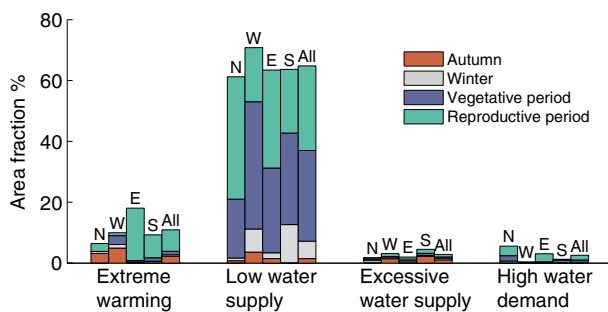 Area fraction %
80
60
40
20
0
N W E S All
N W E S All
N W E S All
N W E S All
Autumn
Winter
Vegetative period
Reproductive period
Extreme warming
Low water supply
Excessive water supply
High water demand